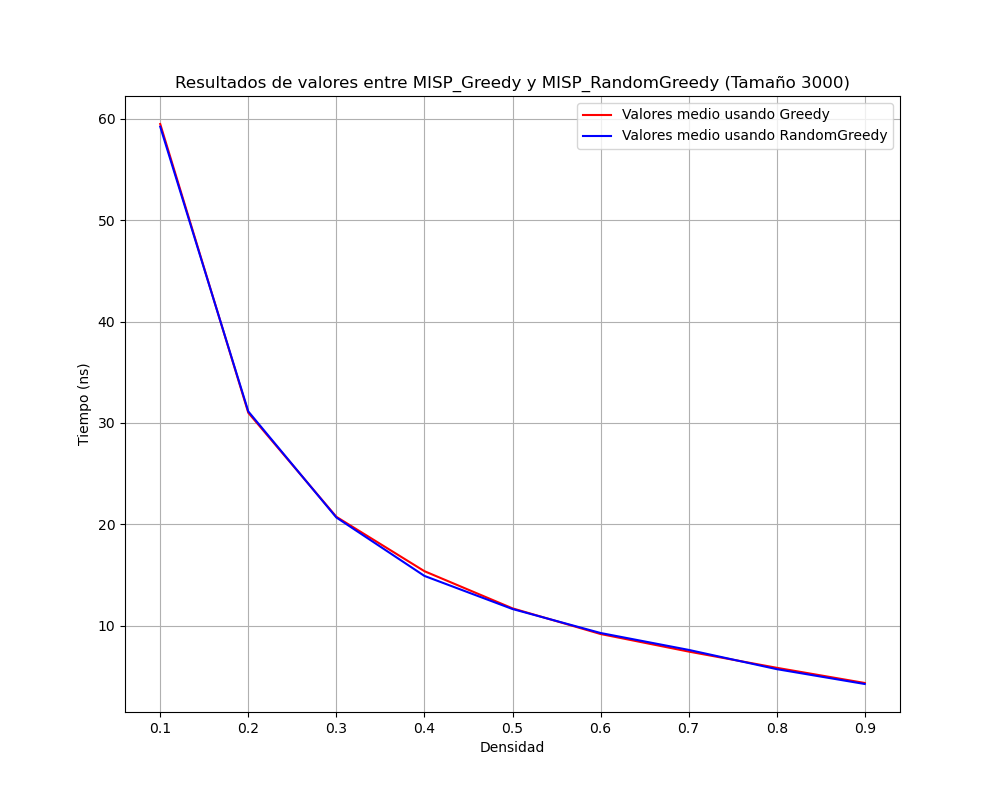 Resultados de valores entre MISP_Greedy y MISP_RandomGreedy (Tamaño 3000)
Valores medio usando Greedy
Valores medio usando RandomGreedy
60
50
40
30
20
10
Tiempo (ns)
0.1 0.2 0.3 0.4 0.5 0.6 0.7 0.8 0.9
Densidad